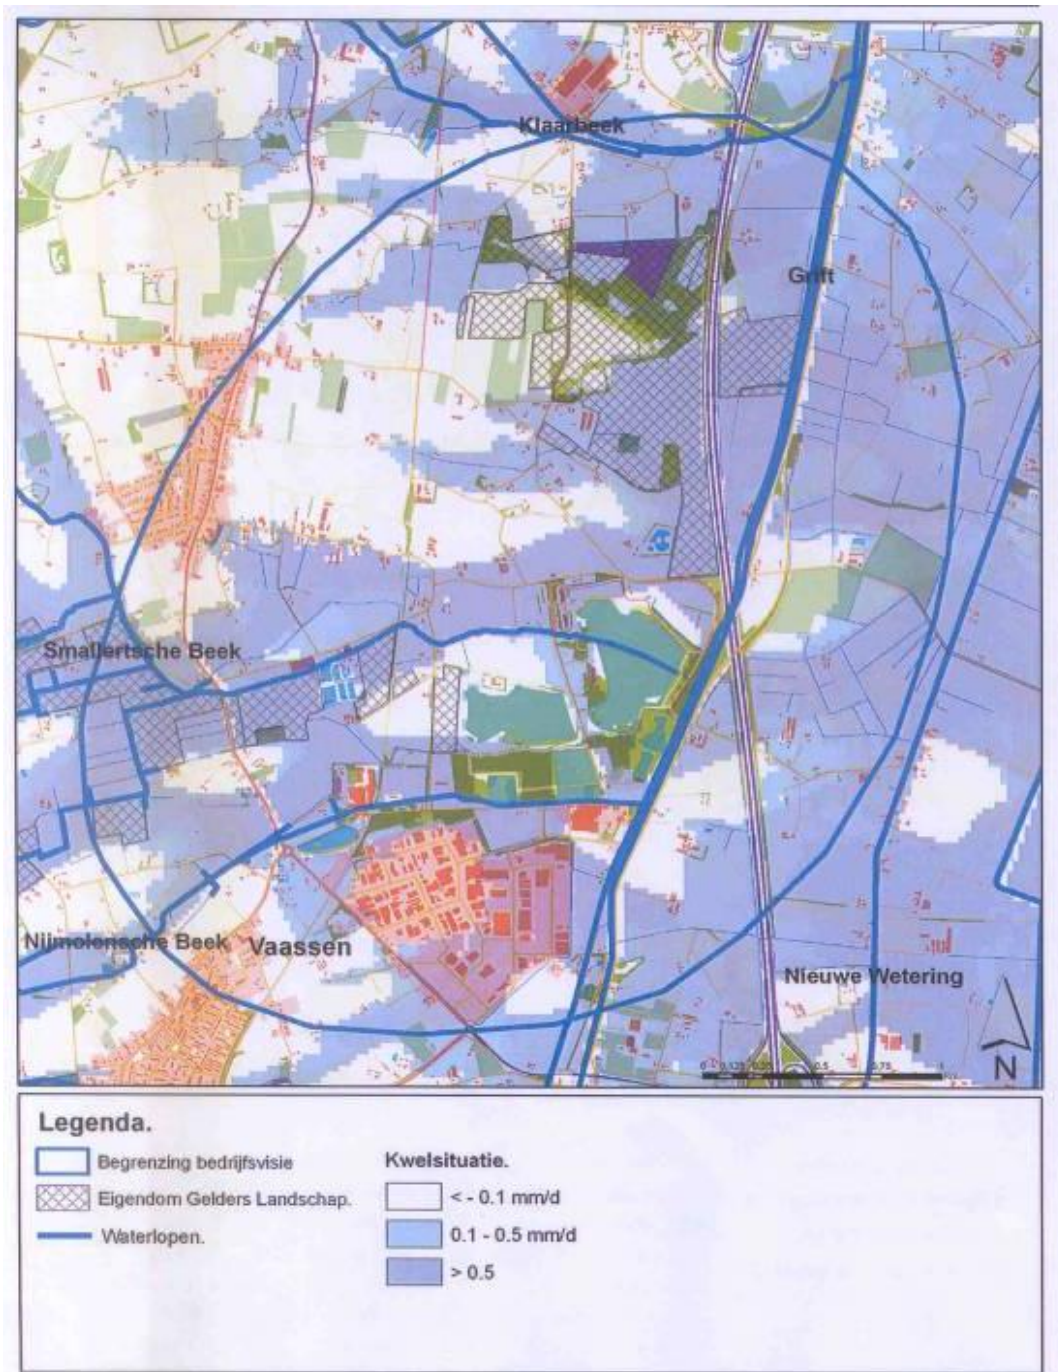 Klaarbeek
Grift
Smallertsche Beek
Nijmolensche Beek
Vaassen
Nieuwe Wetering
N
Legenda.
Begrenzing bedrijfsvisie
Eigendom Gelders Landschap.
Waterlopen.
Kwelsituatie.
< - 0.1 mm/d
0.1 - 0.5 mm/d
> 0.5